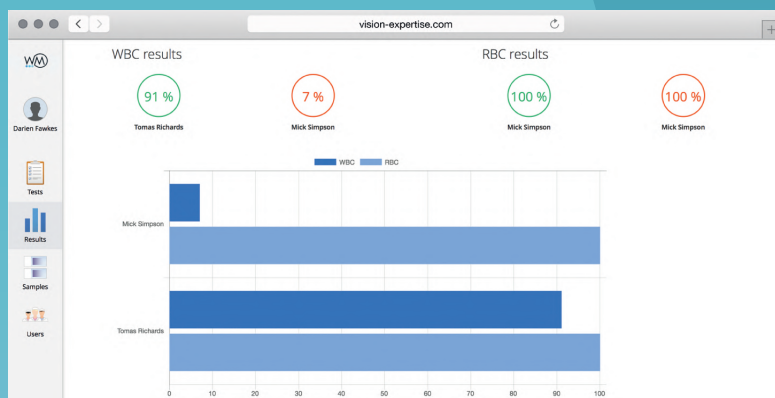 vision-expertise.com
WM
Darien Fawkes
Tests
Results
Samples
Users
WBC results
91 %
Tomas Richards
7 %
Mick Simpson
RBC results
100 %
Mick Simpson
100 %
Mick Simpson
WBC RBC
Mick Simpson
Tomas Richards
0 10 20 30 40 50 60 70 80 90 100